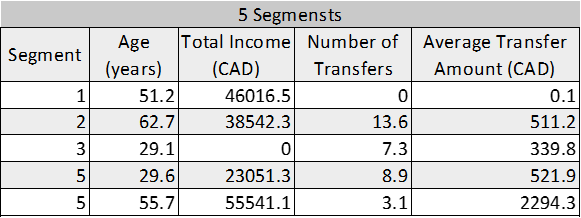 5 Segmensts
Segment Age (years) Total Income (CAD) Number of Transfers Average Transfer Amount (CAD)
1 51.2 46016.5 0 0.1
2 62.7 38542.3 13.6 511.2
3 29.1 0 7.3 339.8
5 29.6 23051.3 8.9 521.9
5 55.7 55541.1 3.1 2294.3